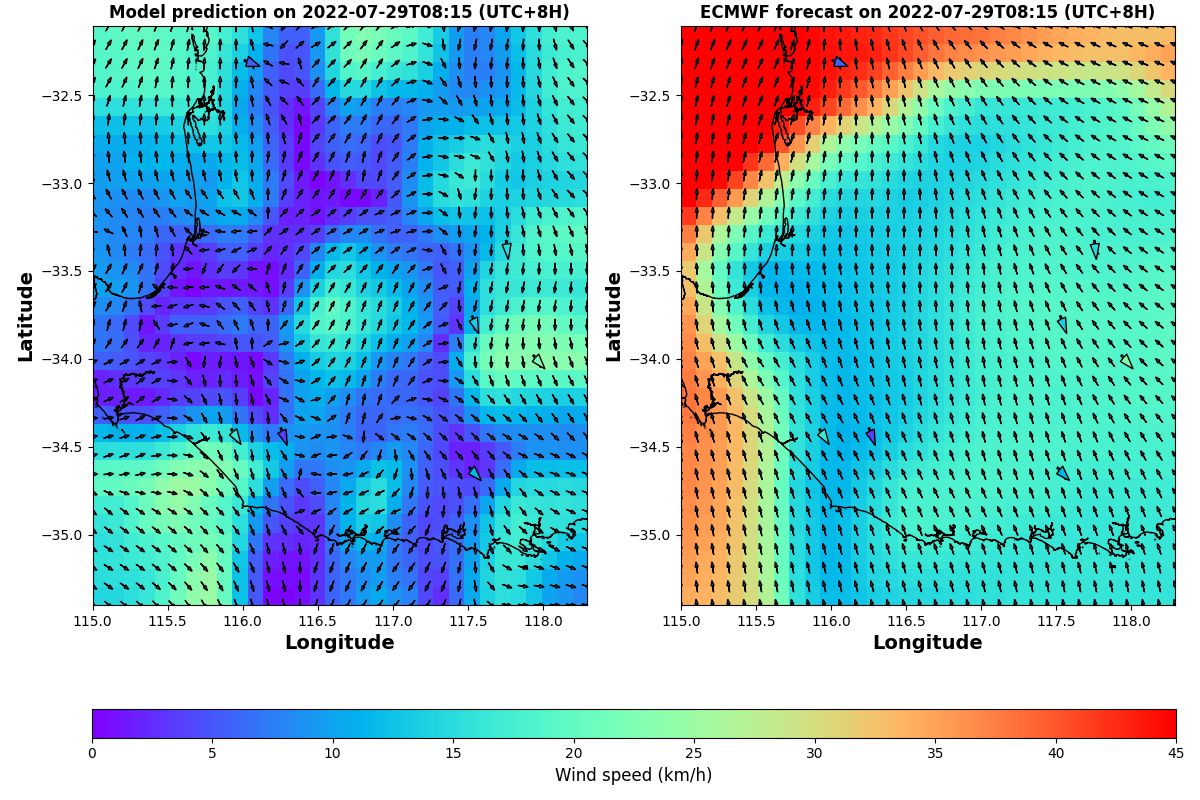 Model prediction on 2022-07-29T08:15 (UTC+8H)
ECMWF forecast on 2022-07-29T08:15 (UTC+8H)
Latitude
−32.5
−33.0
−33.5
−34.0
−34.5
−35.0
Latitude
−32.5
−33.0
−33.5
−34.0
−34.5
−35.0
115.0 115.5 116.0 116.5 117.0 117.5 118.0
115.0 115.5 116.0 116.5 117.0 117.5 118.0
Longitude
Longitude
0 5 10 15 20 25 30 35 40 45
Wind speed (km/h)